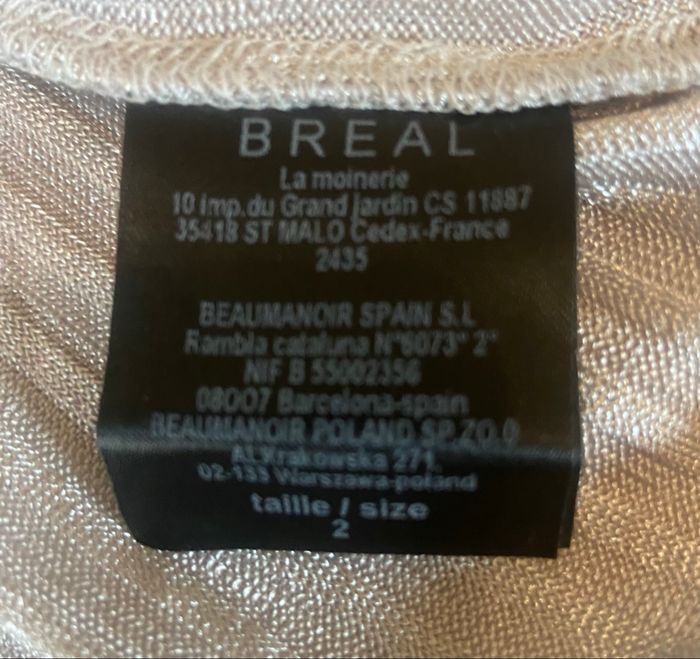 BREAL
La moinerie
10 imp.du Grand jardin CS 11887
35418 ST MALO Cedex-France
2435
BEAUMANOIR SPAIN S.L
Rambla cataluna N°6073° 2°
NIF B 55002356
08007 Barcelona-spain
BEAUMANOIR POLAND SP.ZO.O
AL.Krakowska 271,
02-133 Warszawa-poland
taille / size
2